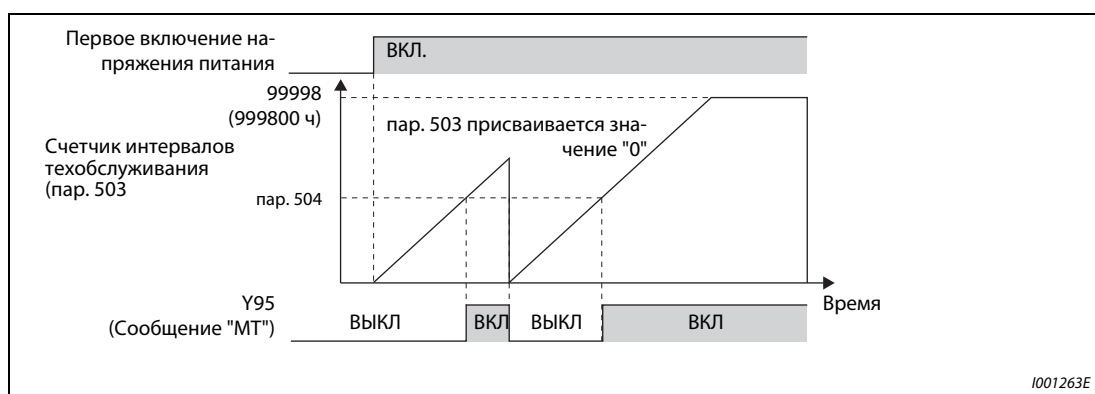 Первое включение на-
пряжения питания
ВКЛ.
99998
(999800 ч)
пар. 503 присваивается зна-
чение "0"
Счетчик интервалов
техобслуживания
(пар. 503
пар. 504
Время
Y95
(Сообщение "МТ")
ВЫКЛ
ВКЛ
ВЫКЛ
ВКЛ
I001263E